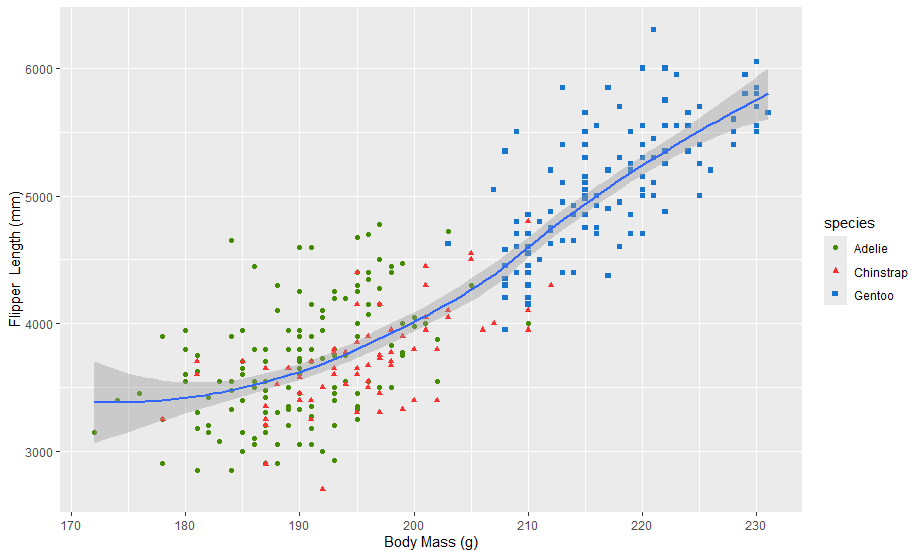 6000
5000
4000
3000
Flipper Length (mm)
170 180 190 200 210 220 230
Body Mass (g)
species
Adelie
Chinstrap
Gentoo